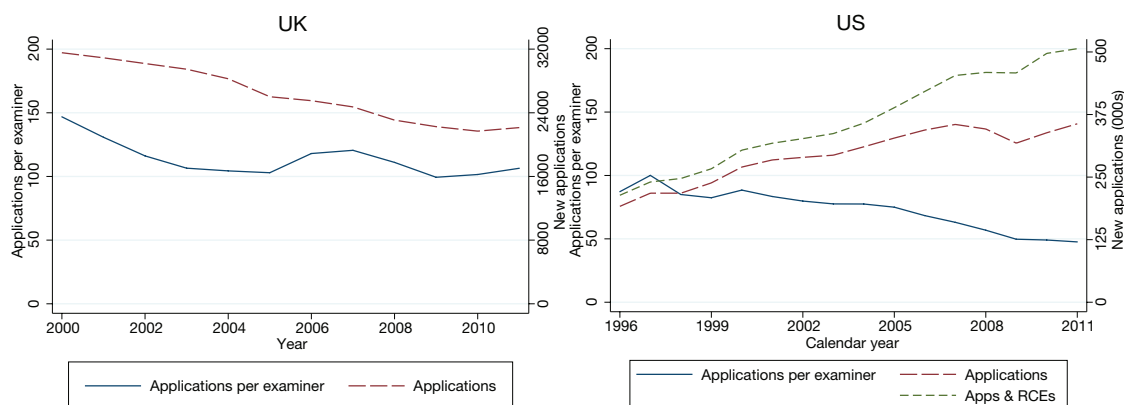 UK
Applications per examiner
0 50 100 150 200
New applications
0 8000 16000 24000 32000
2000 2002 2004 2006 2008 2010
Year
Applications per examiner Applications
US
Applications per examiner
0 50 100 150 200
New applications (000s)
0 125 250 375 500
1996 1999 2002 2005 2008 2011
Calendar year
Applications per examiner Applications
Apps & RCEs